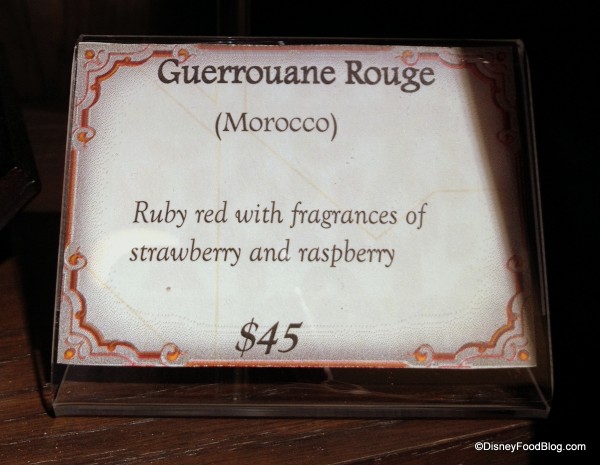 Guerrouane Rouge
(Morocco)
Ruby red with fragrances of
strawberry and raspberry
$45
©DisneyFoodBlog.com